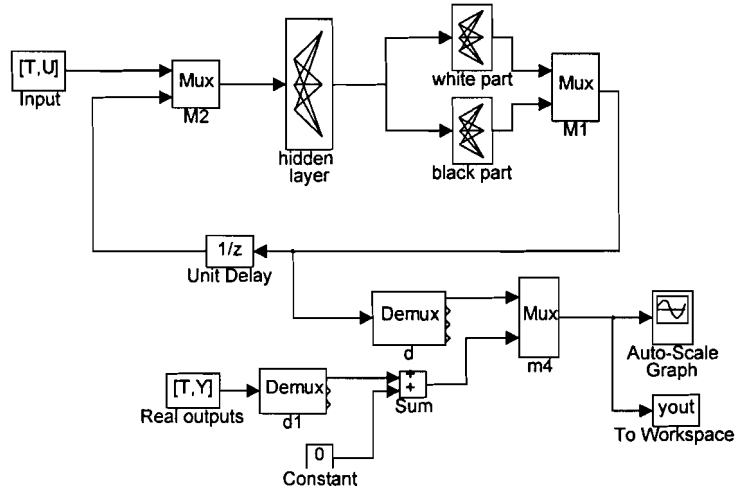 [T,U]
Input
Mux
M2
hidden
layer
white part
black part
Mux
M1
1/z
Unit Delay
Demux
d
Mux
m4
Auto-Scale
Graph
yout
To Workspace
[T,Y]
Real outputs
Demux
d1
+
+
Sum
0
Constant